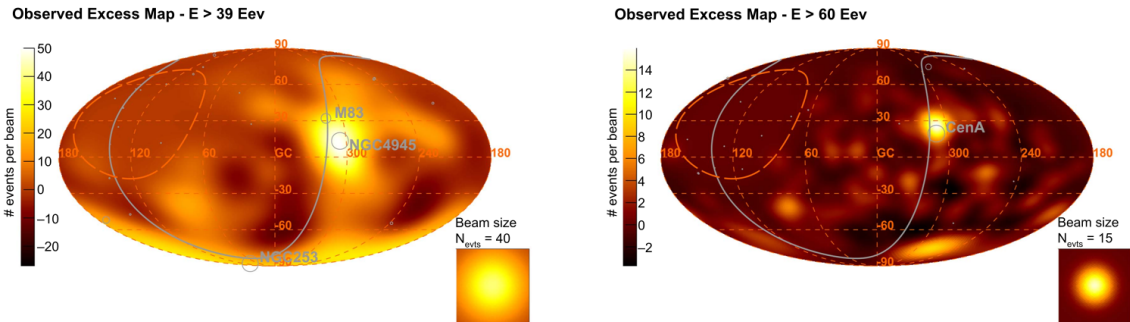 Observed Excess Map - E > 39 Eev
50
40
30
20
10
0
−10
−20
# events per beam
90
60
30
M83
NGC4945
180
120
60
GC
300
240
180
-30
-60
-90
NGC253
Beam size
Nevts = 40
Observed Excess Map - E > 60 Eev
14
12
10
8
6
4
2
0
−2
# events per beam
90
60
30
CenA
180
120
60
GC
300
240
180
-30
-60
-90
Beam size
Nevts = 15